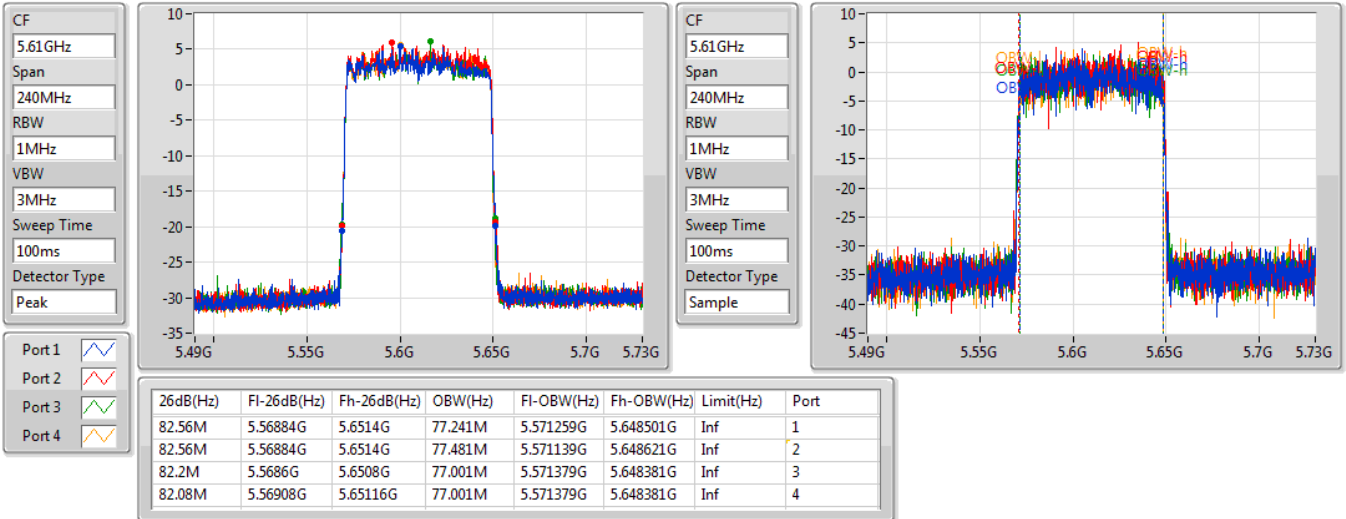 CF
5.61GHz
Span
240MHz
RBW
1MHz
VBW
3MHz
Sweep Time
100ms
Detector Type
Peak
10
5
0
-5
-10
-15
-20
-25
-30
-35
5.49G 5.55G 5.6G 5.65G 5.7G 5.73G
CF
5.61GHz
Span
240MHz
RBW
1MHz
VBW
3MHz
Sweep Time
100ms
Detector Type
Sample
10
5
0
-5
-10
-15
-20
-25
-30
-35
-40
-45
5.49G 5.55G 5.6G 5.65G 5.7G 5.73G
Port 1
Port 2
Port 3
Port 4
26dB(Hz) Fl-26dB(Hz) Fh-26dB(Hz) OBW(Hz) Fl-OBW(Hz) Fh-OBW(Hz) Limit(Hz) Port
82.56M 5.56884G 5.6514G 77.241M 5.571259G 5.648501G Inf 1
82.56M 5.56884G 5.6514G 77.481M 5.571139G 5.648621G Inf 2
82.2M 5.5686G 5.6508G 77.001M 5.571379G 5.648381G Inf 3
82.08M 5.56908G 5.65116G 77.001M 5.571379G 5.648381G Inf 4